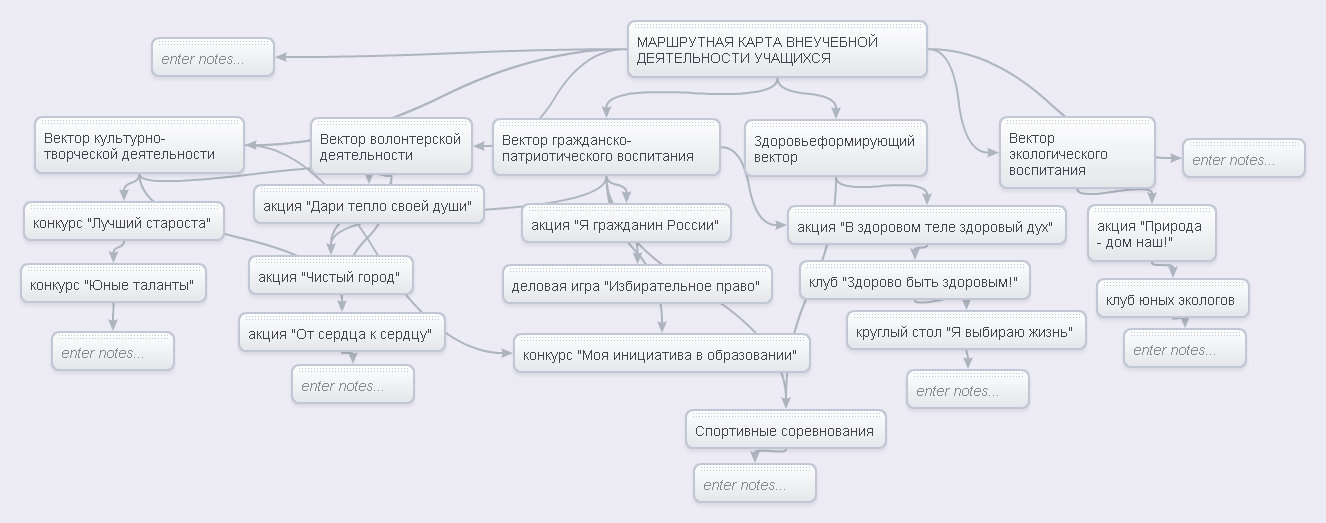 МАРШРУТНАЯ КАРТА ВНЕУЧЕБНОЙ
ДЕЯТЕЛЬНОСТИ УЧАЩИХСЯ
enter notes...
Вектор культурно-
творческой деятельности
Вектор волонтерской
деятельности
Вектор гражданско-
патриотического воспитания
Здоровьеформирующий
вектор
Вектор
экологического
воспитания
enter notes...
конкурс "Лучший староста"
акция "Дари тепло своей души"
акция "Я гражданин России"
акция "В здоровом теле здоровый дух"
акция "Природа
- дом наш!"
конкурс "Юные таланты"
акция "Чистый город"
деловая игра "Избирательное право"
клуб "Здорово быть здоровым!"
клуб юных экологов
enter notes...
акция "От сердца к сердцу"
конкурс "Моя инициатива в образовании"
круглый стол "Я выбираю жизнь"
enter notes...
enter notes...
enter notes...
Спортивные соревнования
enter notes...